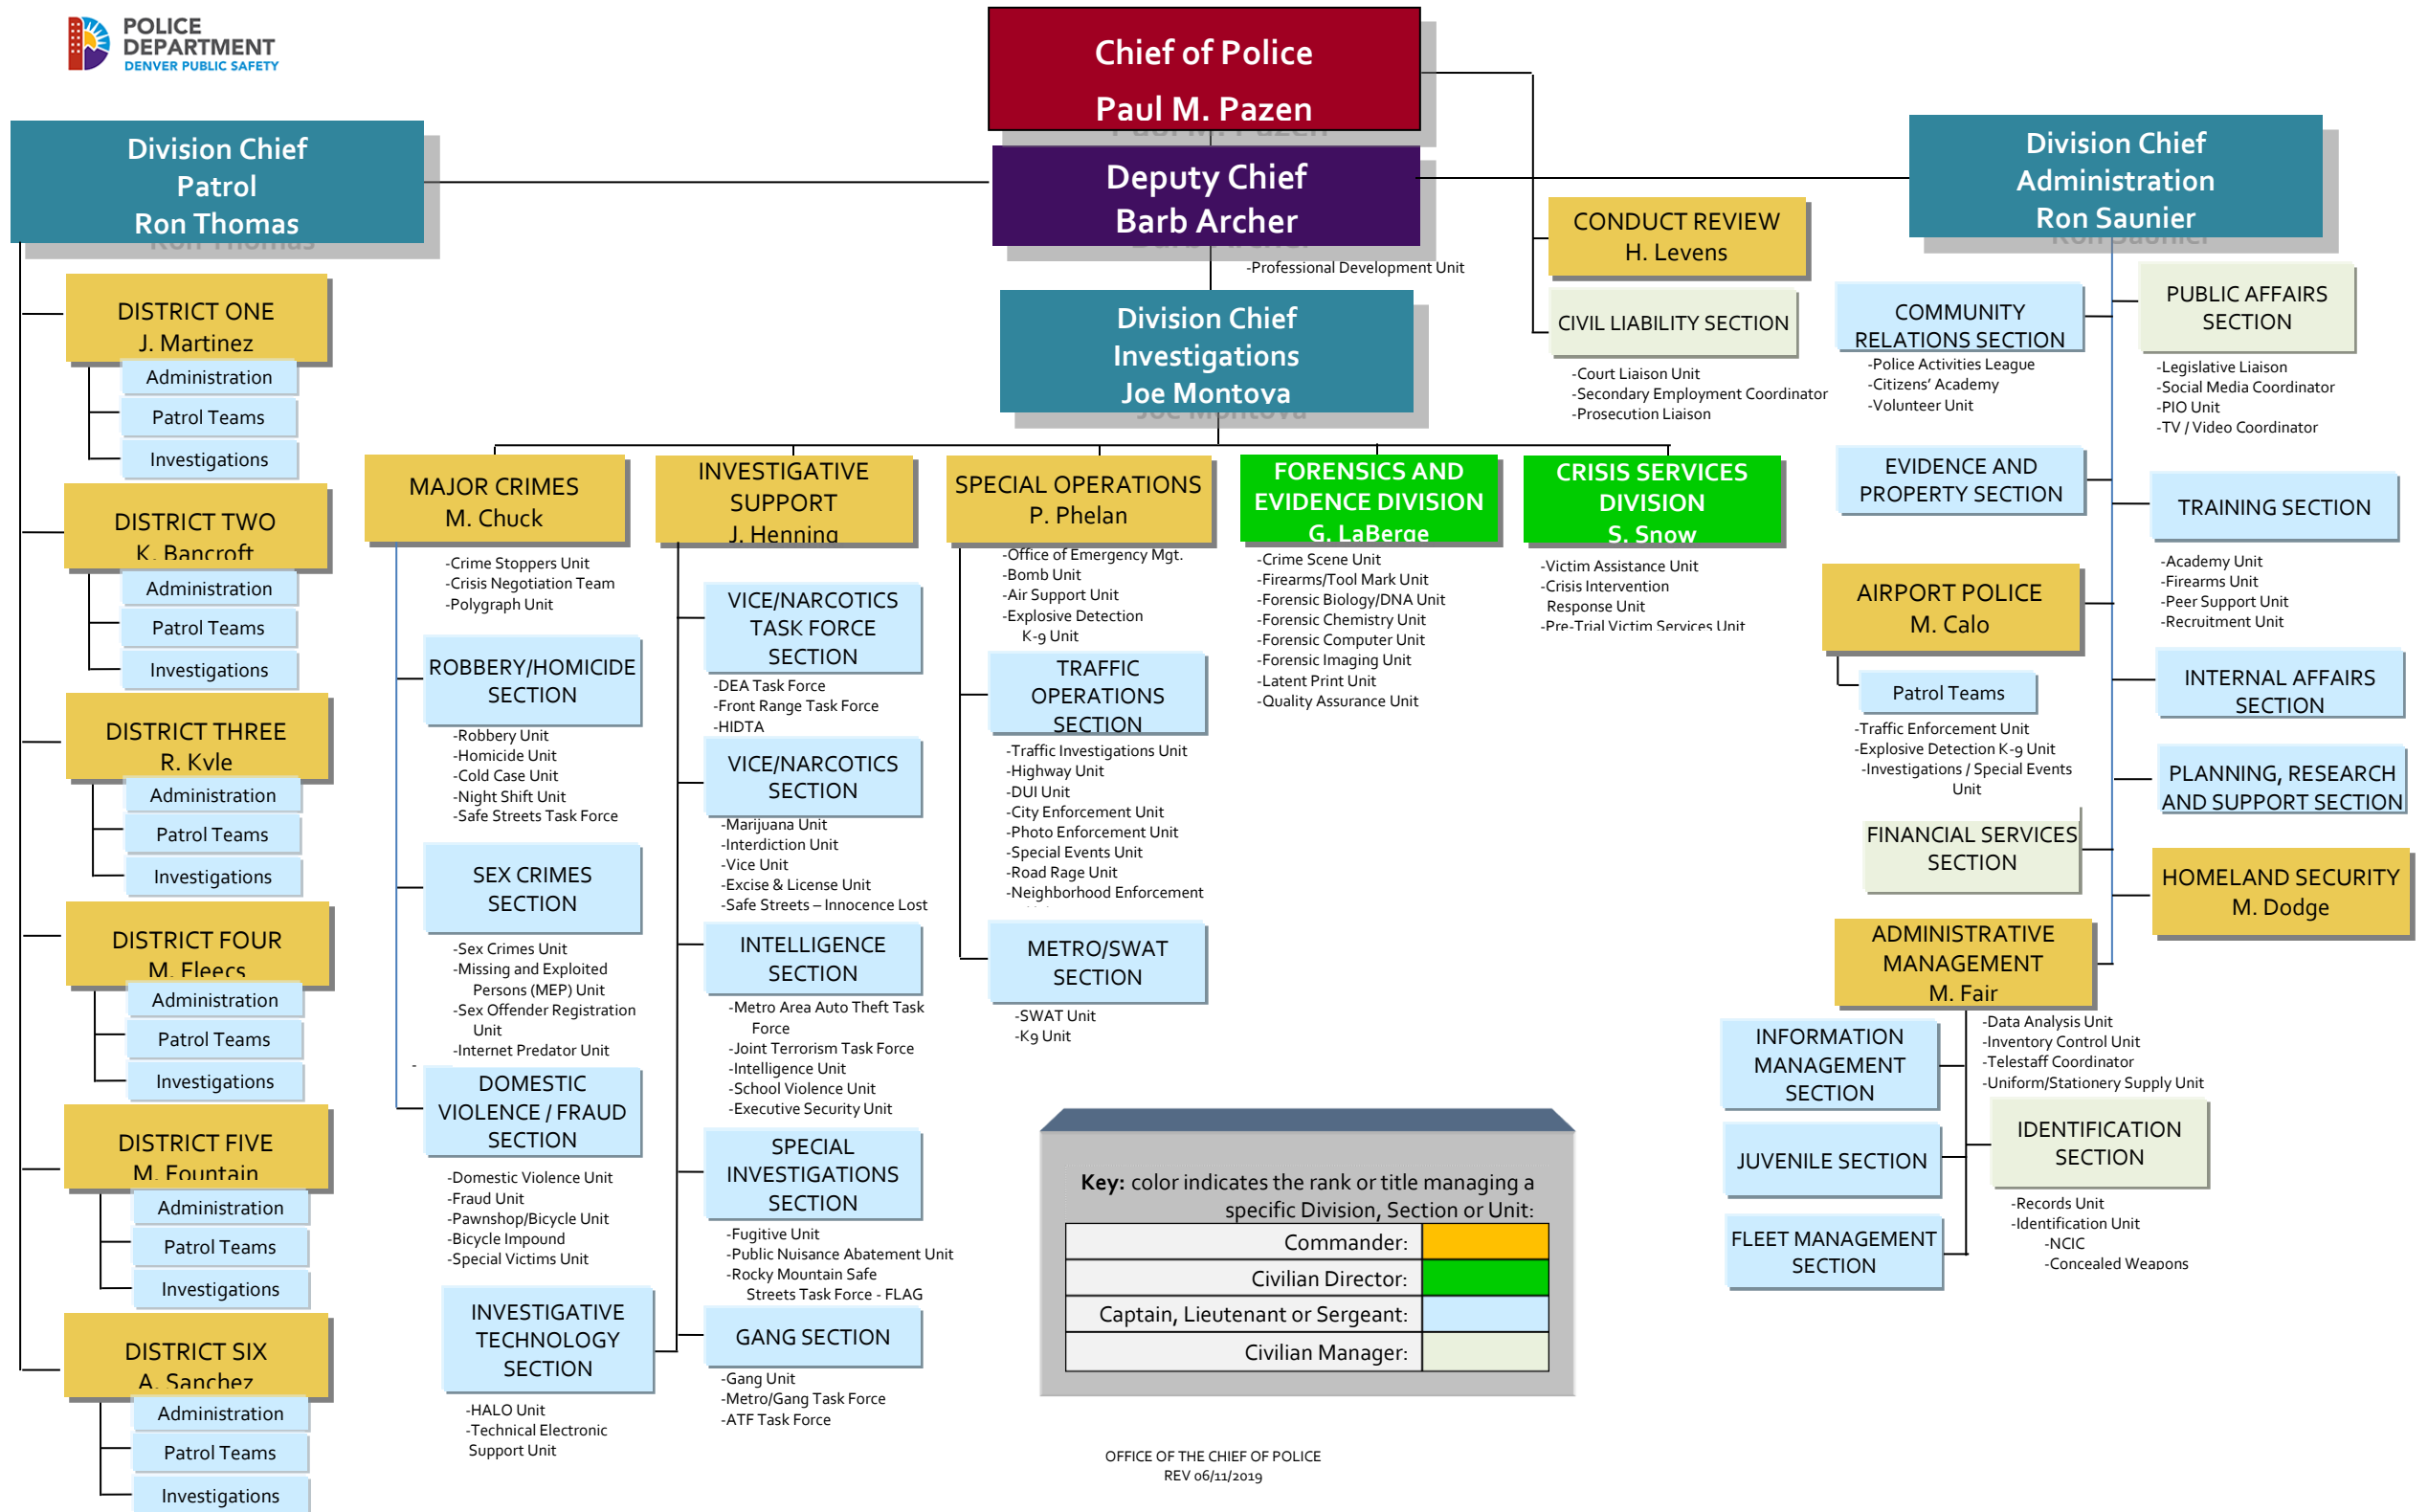 POLICE
DEPARTMENT
DENVER PUBLIC SAFETY
Chief of Police
Paul M. Pazen
Deputy Chief
Barb Archer
-Professional Development Unit
Division Chief
Patrol
Ron Thomas
Division Chief
Administration
Ron Saunier
Division Chief
Investigations
Joe Montoya
CONDUCT REVIEW
H. Levens
CIVIL LIABILITY SECTION
-Court Liaison Unit
-Secondary Employment Coordinator
-Prosecution Liaison
DISTRICT ONE
J. Martinez
Administration
Patrol Teams
Investigations
DISTRICT TWO
K. Bancroft
Administration
Patrol Teams
Investigations
DISTRICT THREE
R. Kyle
Administration
Patrol Teams
Investigations
DISTRICT FOUR
M. Fleecs
Administration
Patrol Teams
Investigations
DISTRICT FIVE
M. Fountain
Administration
Patrol Teams
Investigations
DISTRICT SIX
A. Sanchez
Administration
Patrol Teams
Investigations
MAJOR CRIMES
M. Chuck
-Crime Stoppers Unit
-Crisis Negotiation Team
-Polygraph Unit
ROBBERY/HOMICIDE
SECTION
-Robbery Unit
-Homicide Unit
-Cold Case Unit
-Night Shift Unit
-Safe Streets Task Force
SEX CRIMES
SECTION
-Sex Crimes Unit
-Missing and Exploited
Persons (MEP) Unit
-Sex Offender Registration
Unit
-Internet Predator Unit
-
DOMESTIC
VIOLENCE / FRAUD
SECTION
-Domestic Violence Unit
-Fraud Unit
-Pawnshop/Bicycle Unit
-Bicycle Impound
-Special Victims Unit
INVESTIGATIVE
TECHNOLOGY
SECTION
-HALO Unit
-Technical Electronic
Support Unit
INVESTIGATIVE
SUPPORT
J. Henning
VICE/NARCOTICS
TASK FORCE
SECTION
-DEA Task Force
-Front Range Task Force
-HIDTA
VICE/NARCOTICS
SECTION
-Marijuana Unit
-Interdiction Unit
-Vice Unit
-Excise & License Unit
-Safe Streets – Innocence Lost
INTELLIGENCE
SECTION
-Metro Area Auto Theft Task
Force
-Joint Terrorism Task Force
-Intelligence Unit
-School Violence Unit
-Executive Security Unit
SPECIAL
INVESTIGATIONS
SECTION
-Fugitive Unit
-Public Nuisance Abatement Unit
-Rocky Mountain Safe
Streets Task Force - FLAG
GANG SECTION
-Gang Unit
-Metro/Gang Task Force
-ATF Task Force
SPECIAL OPERATIONS
P. Phelan
-Office of Emergency Mgt.
-Bomb Unit
-Air Support Unit
-Explosive Detection
K-9 Unit
TRAFFIC
OPERATIONS
SECTION
-Traffic Investigations Unit
-Highway Unit
-DUI Unit
-City Enforcement Unit
-Photo Enforcement Unit
-Special Events Unit
-Road Rage Unit
-Neighborhood Enforcement
METRO/SWAT
SECTION
-SWAT Unit
-K9 Unit
FORENSICS AND
EVIDENCE DIVISION
G. LaBerge
-Crime Scene Unit
-Firearms/Tool Mark Unit
-Forensic Biology/DNA Unit
-Forensic Chemistry Unit
-Forensic Computer Unit
-Forensic Imaging Unit
-Latent Print Unit
-Quality Assurance Unit
CRISIS SERVICES
DIVISION
S. Snow
-Victim Assistance Unit
-Crisis Intervention
Response Unit
-Pre-Trial Victim Services Unit
COMMUNITY
RELATIONS SECTION
-Police Activities League
-Citizens' Academy
-Volunteer Unit
PUBLIC AFFAIRS
SECTION
-Legislative Liaison
-Social Media Coordinator
-PIO Unit
-TV / Video Coordinator
EVIDENCE AND
PROPERTY SECTION
TRAINING SECTION
-Academy Unit
-Firearms Unit
-Peer Support Unit
-Recruitment Unit
AIRPORT POLICE
M. Calo
Patrol Teams
-Traffic Enforcement Unit
-Explosive Detection K-9 Unit
-Investigations / Special Events
Unit
INTERNAL AFFAIRS
SECTION
PLANNING, RESEARCH
AND SUPPORT SECTION
FINANCIAL SERVICES
SECTION
HOMELAND SECURITY
M. Dodge
ADMINISTRATIVE
MANAGEMENT
M. Fair
-Data Analysis Unit
-Inventory Control Unit
-Telestaff Coordinator
-Uniform/Stationery Supply Unit
INFORMATION
MANAGEMENT
SECTION
JUVENILE SECTION
FLEET MANAGEMENT
SECTION
IDENTIFICATION
SECTION
-Records Unit
-Identification Unit
-NCIC
-Concealed Weapons
Key: color indicates the rank or title managing a
specific Division, Section or Unit:
Commander:
Civilian Director:
Captain, Lieutenant or Sergeant:
Civilian Manager:
OFFICE OF THE CHIEF OF POLICE
REV 06/11/2019